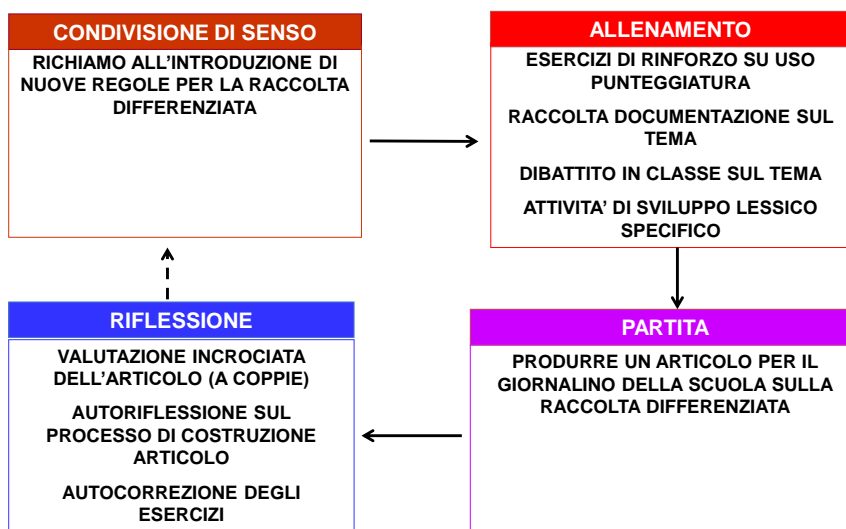 CONDIVISIONE DI SENSO
RICHIAMO ALL'INTRODUZIONE DI
NUOVE REGOLE PER LA RACCOLTA
DIFFERENZIATA
ALLENAMENTO
ESERCIZI DI RINFORZO SU USO
PUNTEGGIATURA
RACCOLTA DOCUMENTAZIONE SUL
TEMA
DIBATTITO IN CLASSE SUL TEMA
ATTIVITA' DI SVILUPPO LESSICO
SPECIFICO
RIFLESSIONE
VALUTAZIONE INCROCIATA
DELL'ARTICOLO (A COPPIE)
AUTORIFLESSIONE SUL
PROCESSO DI COSTRUZIONE
ARTICOLO
AUTOCORREZIONE DEGLI
ESERCIZI
PARTITA
PRODURRE UN ARTICOLO PER IL
GIORNALINO DELLA SCUOLA SULLA
RACCOLTA DIFFERENZIATA